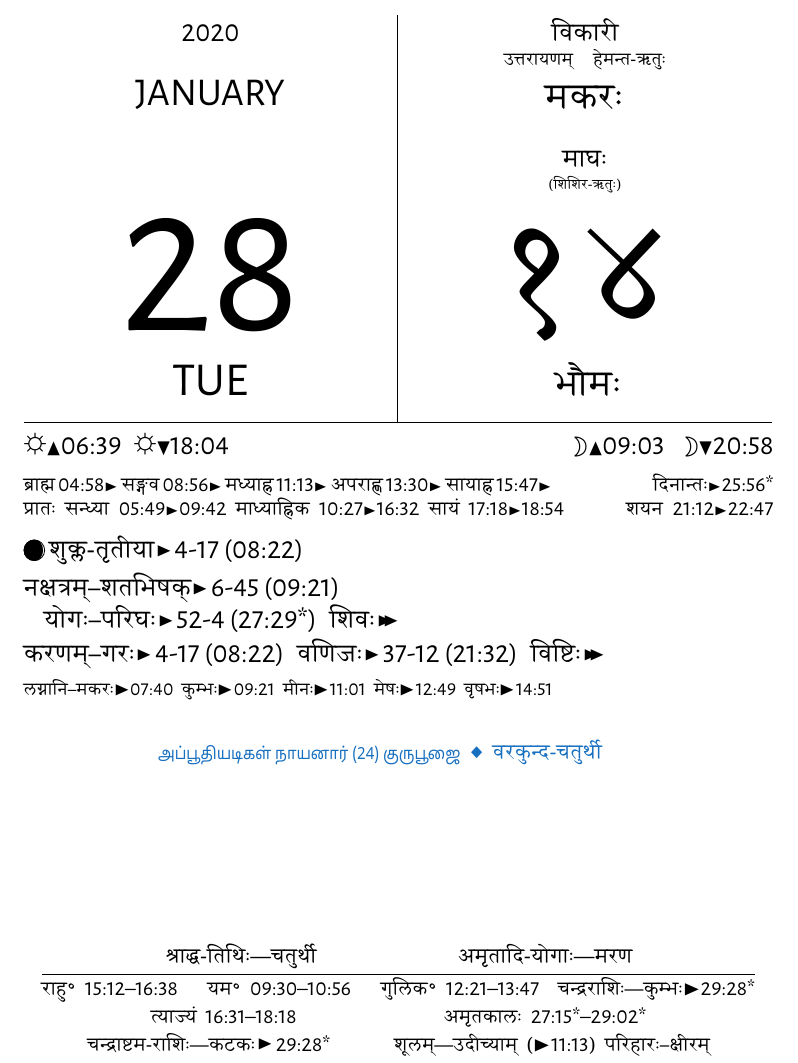 2020
JANUARY
28
TUE
विकारी
उत्तरायणम् हेमन्त-ऋतुः
मकरः
माघः
(शिशिर-ऋतुः)
१४
भौमः
☼▲06:39 ☼▼18:04 ☽▲09:03 ☽▼20:58
ब्राह्म 04:58► सङ्गव 08:56► मध्याह्न 11:13► अपराह्ण 13:30► सायाह्न 15:47► दिनान्तः►25:56*
प्रातः सन्ध्या 05:49►09:42 माध्याह्निक 10:27►16:32 सायं 17:18►18:54 शयन 21:12►22:47
शुक्ल-तृतीया► 4-17 (08:22)
नक्षत्रम्–शतभिषक्► 6-45 (09:21)
योगः–परिघः► 52-4 (27:29*) शिवः►►
करणम्–गरः► 4-17 (08:22) वणिजः► 37-12 (21:32) विष्टिः►►
लग्नानि–मकरः►07:40 कुम्भः►09:21 मीनः►11:01 मेषः►12:49 वृषभः►14:51
அப்பூதியடிகள் நாயனார் (24) குருபூஜை ♦ वरकुन्द-चतुर्थी
श्राद्ध-तिथिः—चतुर्थी अमृतादि-योगाः—मरण
राहु° 15:12–16:38 यम° 09:30–10:56 गुलिक° 12:21–13:47 चन्द्रराशिः—कुम्भः►29:28*
त्याज्यं 16:31–18:18 अमृतकालः 27:15*–29:02*
चन्द्राष्टम-राशिः—कटकः► 29:28* शूलम्—उदीच्याम् (►11:13) परिहारः–क्षीरम्